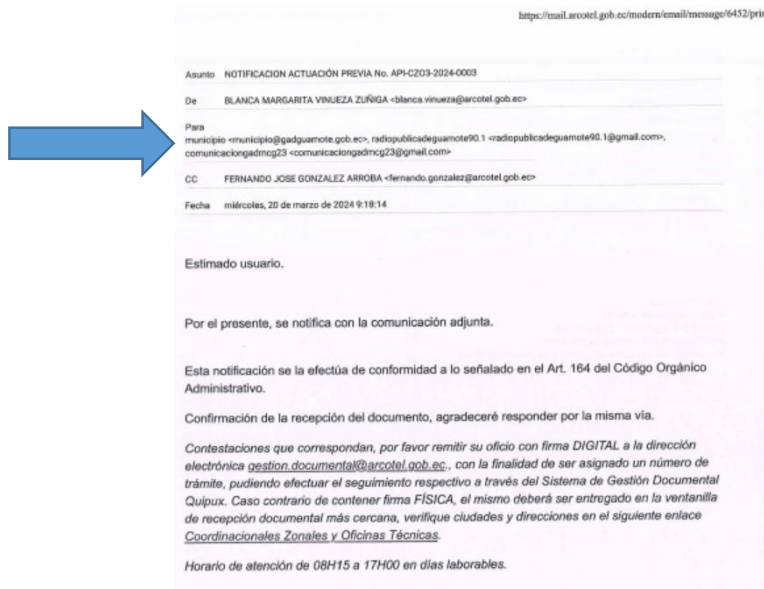 https://mail.arcotel.gob.ec/modern/email/message/6452/prin
Asunto NOTIFICACION ACTUACIÓN PREVIA No. API-CZO3-2024-0003
De BLANCA MARGARITA VINUEZA ZUÑIGA <blanca.vinueza@arcotel.gob.ec>
Para
municipio <municipio@gadguamote.gob.ec>, radiopublicadeguamote90.1 <radiopublicadeguamote90.1@gmail.com>,
comunicaciongadmcg23 <comunicaciongadmcg23@gmail.com>
CC FERNANDO JOSE GONZALEZ ARROBA <fernando.gonzalez@arcotel.gob.ec>
Fecha miércoles, 20 de marzo de 2024 9:18:14
Estimado usuario.
Por el presente, se notifica con la comunicación adjunta.
Esta notificación se la efectúa de conformidad a lo señalado en el Art. 164 del Código Orgánico
Administrativo.
Confirmación de la recepción del documento, agradeceré responder por la misma vía.
Contestaciones que correspondan, por favor remitir su oficio con firma DIGITAL a la dirección
electrónica gestion.documental@arcotel.gob.ec., con la finalidad de ser asignado un número de
trámite, pudiendo efectuar el seguimiento respectivo a través del Sistema de Gestión Documental
Quipux. Caso contrario de contener firma FÍSICA, el mismo deberá ser entregado en la ventanilla
de recepción documental más cercana, verifique ciudades y direcciones en el siguiente enlace
Coordinacionales Zonales y Oficinas Técnicas.
Horario de atención de 08H15 a 17H00 en días laborables.